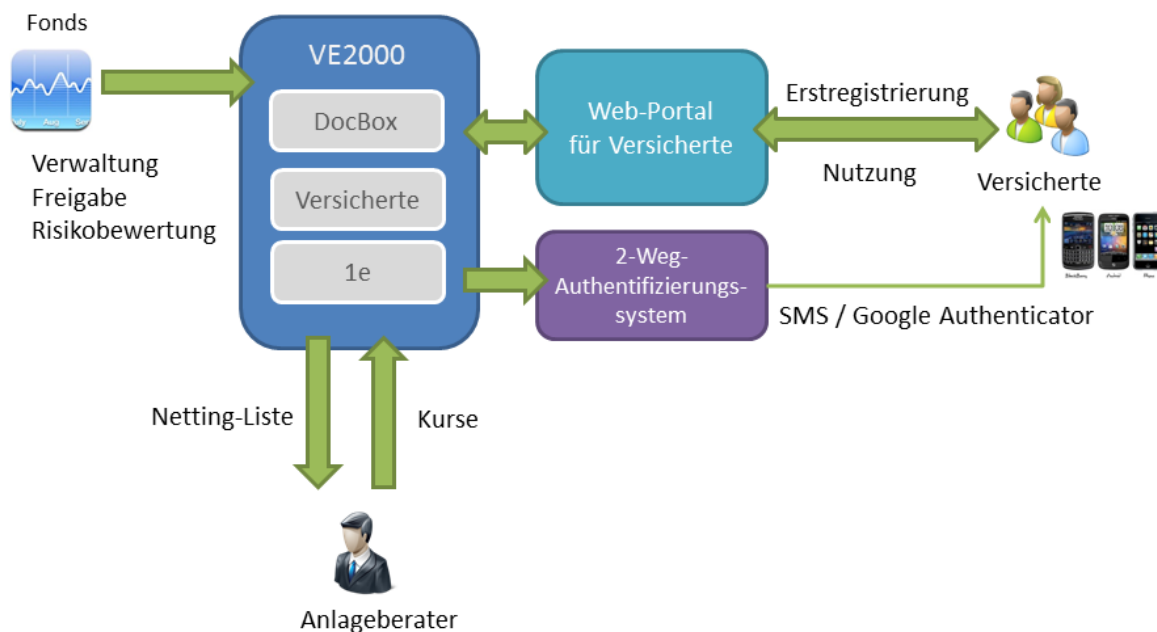 Fonds
VE2000
DocBox
Versicherte
1e
Verwaltung
Freigabe
Risikobewertung
Web-Portal
für Versicherte
Erstregistrierung
Nutzung
Versicherte
2-Weg-
Authentifizierungs-
system
SMS / Google Authenticator
Netting-Liste
Kurse
Anlageberater